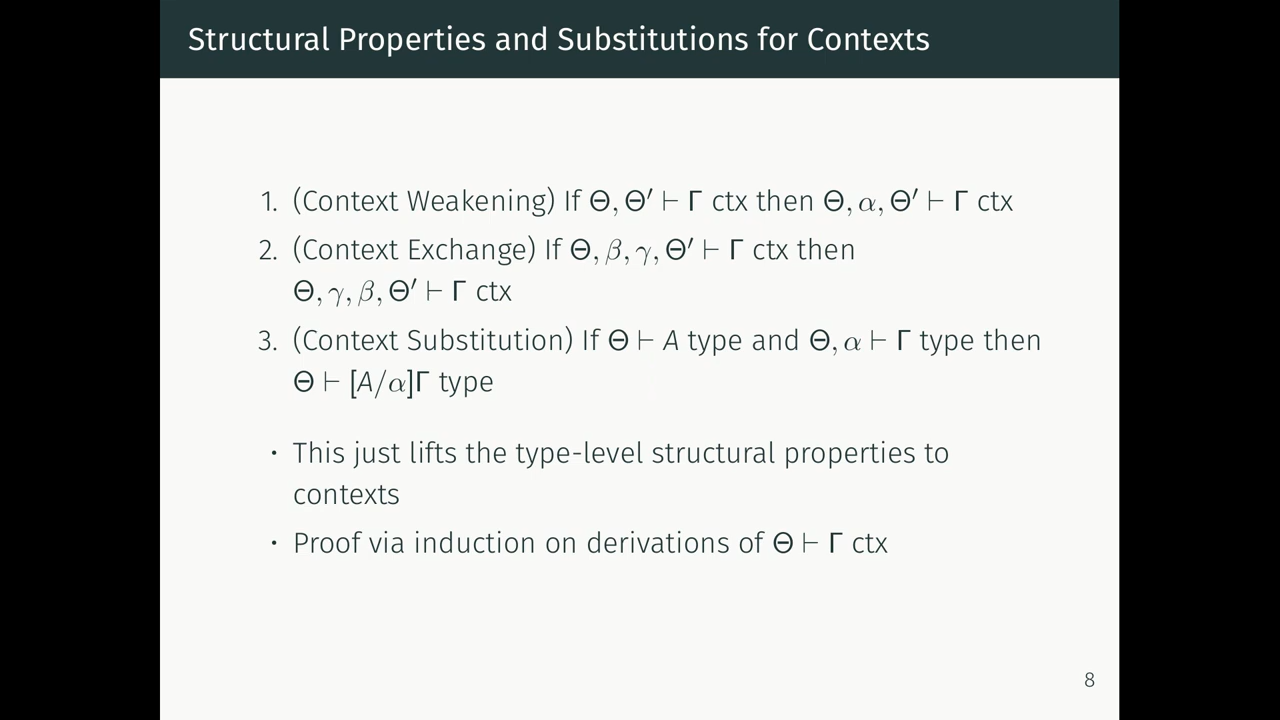 Structural Properties and Substitutions for Contexts
1. (Context Weakening) If Θ, Θ′ ⊢ Γ ctx then Θ, α, Θ′ ⊢ Γ ctx
2. (Context Exchange) If Θ, β, γ, Θ′ ⊢ Γ ctx then
Θ, γ, β, Θ′ ⊢ Γ ctx
3. (Context Substitution) If Θ ⊢ A type and Θ, α ⊢ Γ type then
Θ ⊢ [A/α]Γ type
• This just lifts the type-level structural properties to
contexts
• Proof via induction on derivations of Θ ⊢ Γ ctx
8